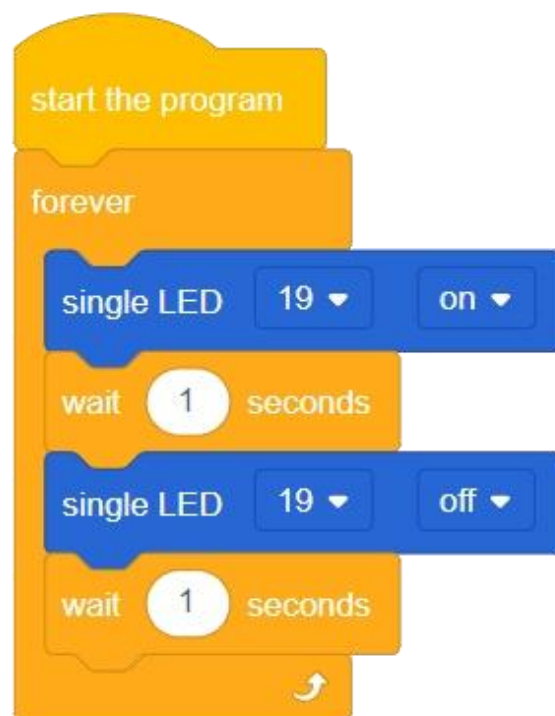 start the program
forever
single LED 19 on
wait 1 seconds
single LED 19 off
wait 1 seconds